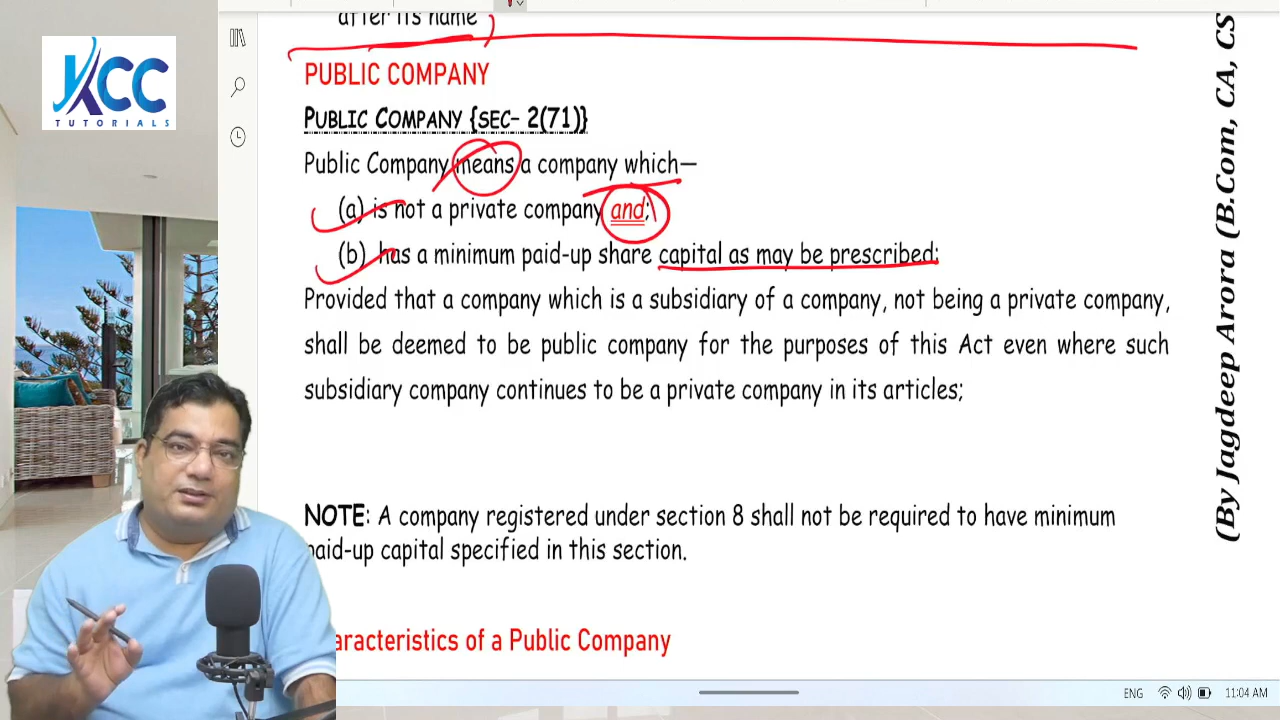 after its name
KCC
TUTORIALS
PUBLIC COMPANY
PUBLIC COMPANY {SEC– 2(71)}
Public Company means a company which—
(a) is not a private company and;
(b) has a minimum paid-up share capital as may be prescribed:
Provided that a company which is a subsidiary of a company, not being a private company,
shall be deemed to be public company for the purposes of this Act even where such
subsidiary company continues to be a private company in its articles;
NOTE: A company registered under section 8 shall not be required to have minimum
paid-up capital specified in this section.
aracteristics of a Public Company
(By Jagdeep Arora (B.Com, CA, CS
ENG
11:04 AM